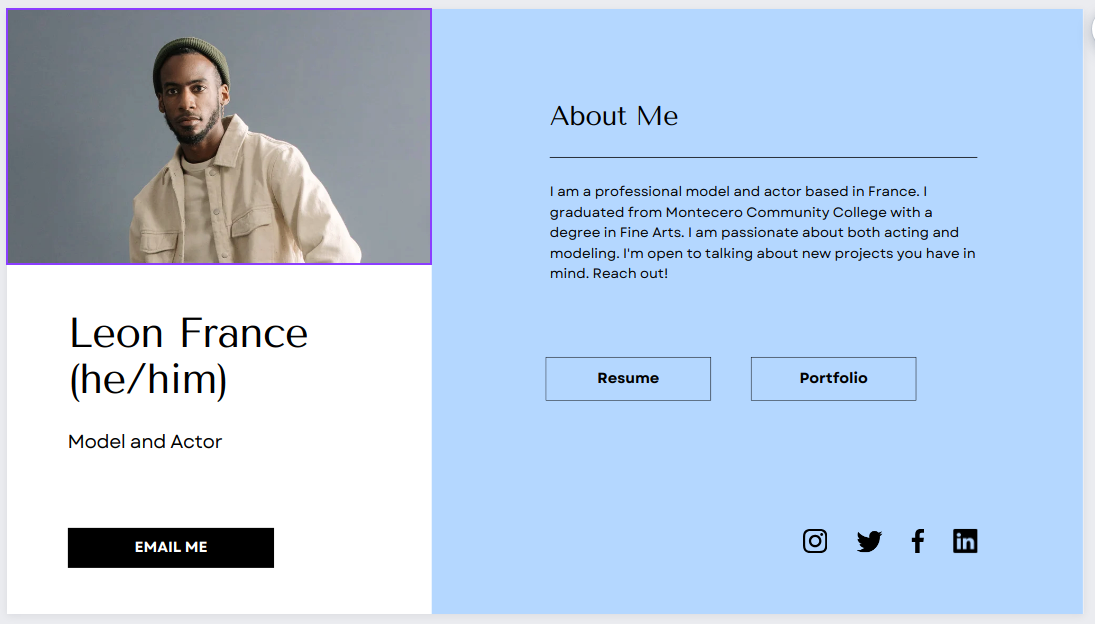 Leon France
(he/him)
Model and Actor
EMAIL ME
About Me
I am a professional model and actor based in France. I
graduated from Montecero Community College with a
degree in Fine Arts. I am passionate about both acting and
modeling. I'm open to talking about new projects you have in
mind. Reach out!
Resume
Portfolio
in